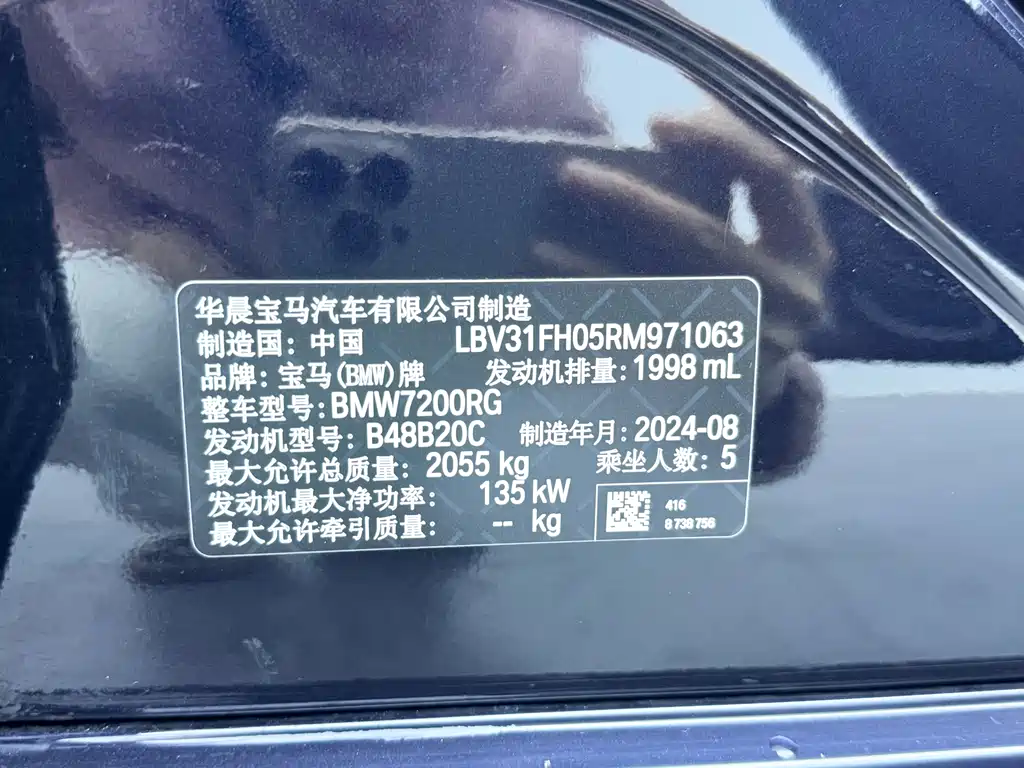 华晨宝马汽车有限公司制造
制造国：中国 LBV31FH05RM971063
品牌：宝马(BMW)牌 发动机排量：1998 mL
整车型号：BMW7200RG
发动机型号：B48B20C 制造年月：2024-08
最大允许总质量：2055 kg 乘坐人数：5
发动机最大净功率：135 kW
最大允许牵引质量：-- kg
416
8 738 756